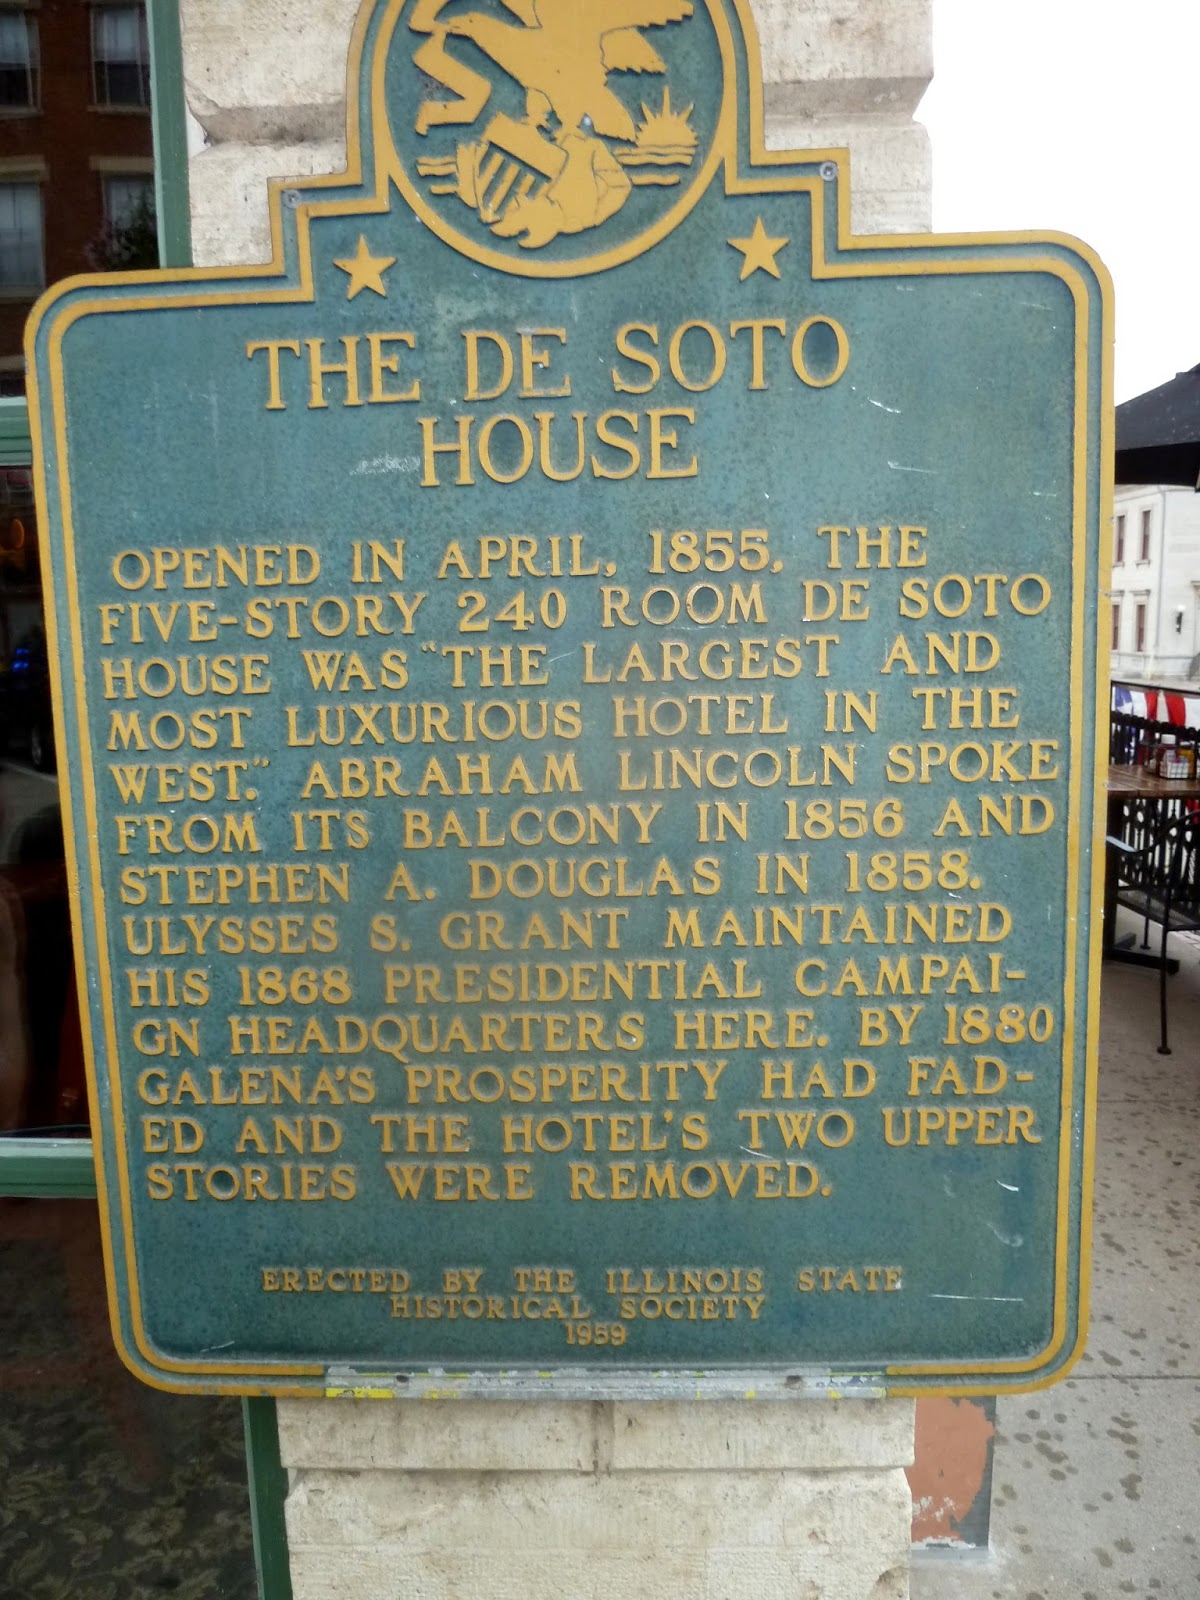 THE DE SOTO
HOUSE
OPENED IN APRIL, 1855, THE
FIVE-STORY 240 ROOM DE SOTO
HOUSE WAS "THE LARGEST AND
MOST LUXURIOUS HOTEL IN THE
WEST." ABRAHAM LINCOLN SPOKE
FROM ITS BALCONY IN 1856 AND
STEPHEN A. DOUGLAS IN 1858.
ULYSSES S. GRANT MAINTAINED
HIS 1868 PRESIDENTIAL CAMPAI-
GN HEADQUARTERS HERE. BY 1880
GALENA'S PROSPERITY HAD FAD-
ED AND THE HOTEL'S TWO UPPER
STORIES WERE REMOVED.
ERECTED BY THE ILLINOIS STATE
HISTORICAL SOCIETY
1959